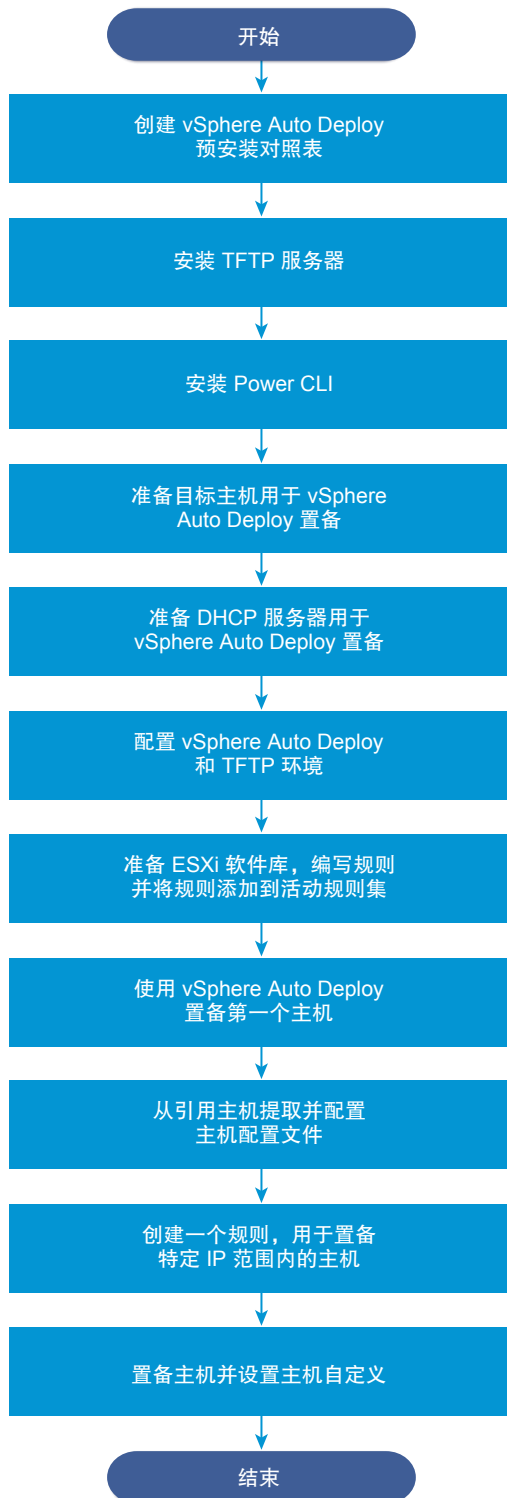 开始
创建 vSphere Auto Deploy
预安装对照表
安装 TFTP 服务器
安装 Power CLI
准备目标主机用于 vSphere
Auto Deploy 置备
准备 DHCP 服务器用于
vSphere Auto Deploy 置备
配置 vSphere Auto Deploy
和 TFTP 环境
准备 ESXi 软件库，编写规则
并将规则添加到活动规则集
使用 vSphere Auto Deploy
置备第一个主机
从引用主机提取并配置
主机配置文件
创建一个规则，用于置备
特定 IP 范围内的主机
置备主机并设置主机自定义
结束